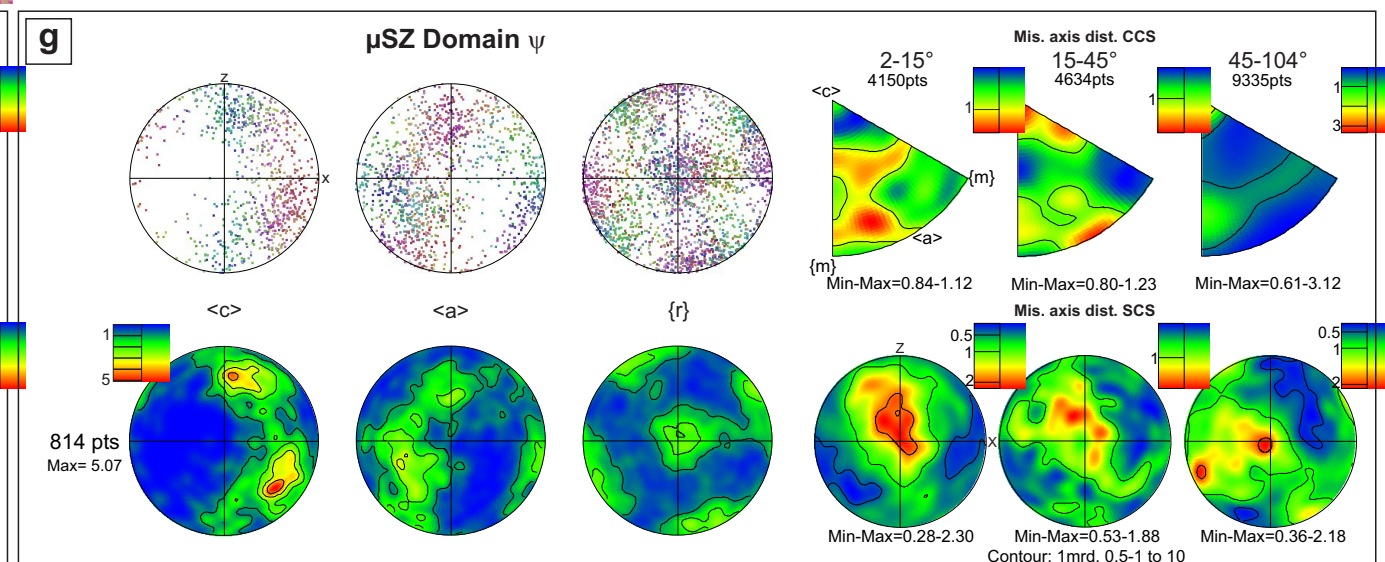 g
µSZ Domain ψ
Mis. axis dist. CCS
2-15° 15-45° 45-104°
4150pts 4634pts 9335pts
z
x
<c>
{m}
<a>
{m}
1
1
1
3
Min-Max=0.84-1.12 Min-Max=0.80-1.23 Min-Max=0.61-3.12
<c> <a> {r}
Mis. axis dist. SCS
1
5
814 pts
Max= 5.07
Z
X
0.5
1
2
1
0.5
1
2
Min-Max=0.28-2.30 Min-Max=0.53-1.88 Min-Max=0.36-2.18
Contour: 1mrd, 0.5-1 to 10